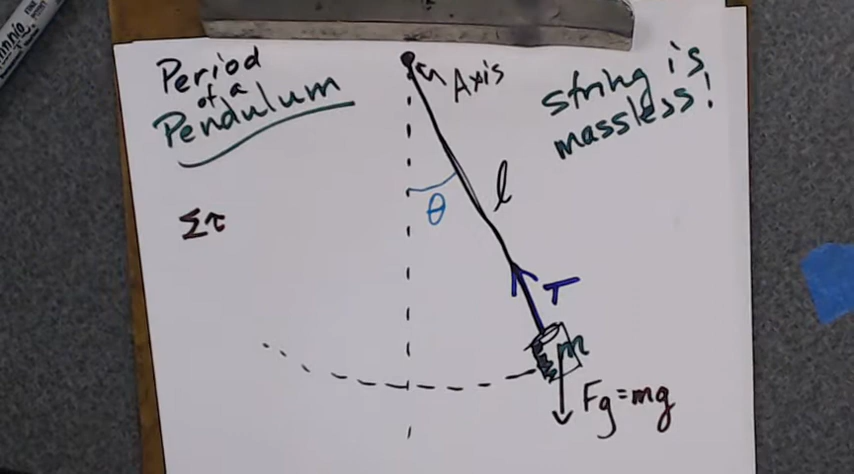 Period
of a
Pendulum
Axis
string is
massless!
l
θ
Στ
T
m
Fg=mg